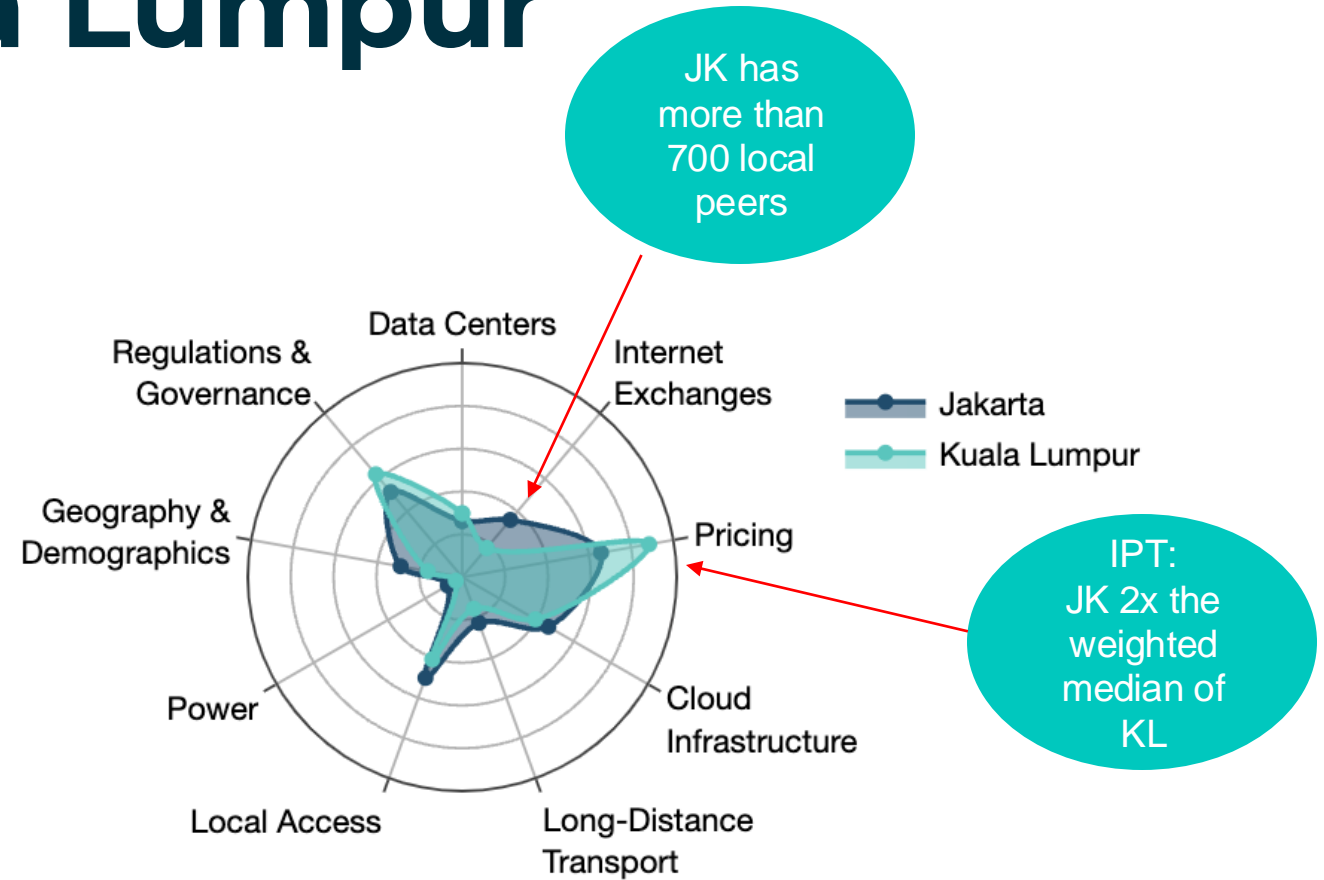 Lumpur
JK has
more than
700 local
peers
Data Centers
Regulations &
Governance
Internet
Exchanges
Jakarta
Kuala Lumpur
Geography &
Demographics
Pricing
IPT:
JK 2x the
weighted
median of
KL
Power
Cloud
Infrastructure
Local Access
Long-Distance
Transport